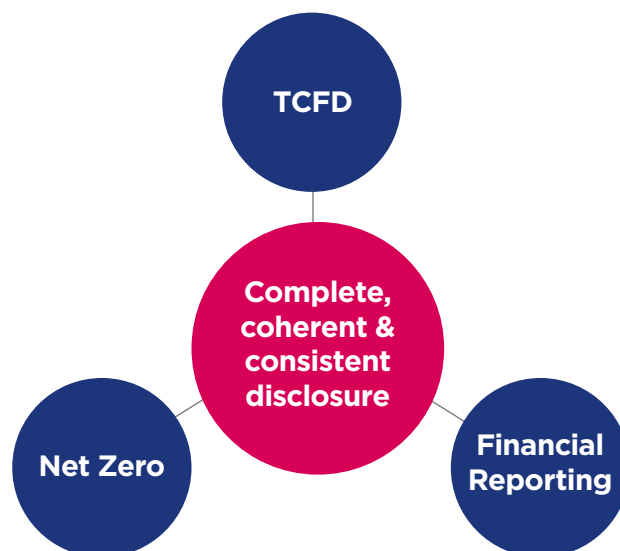 TCFD
Complete,
coherent &
consistent
disclosure
Net Zero
Financial
Reporting